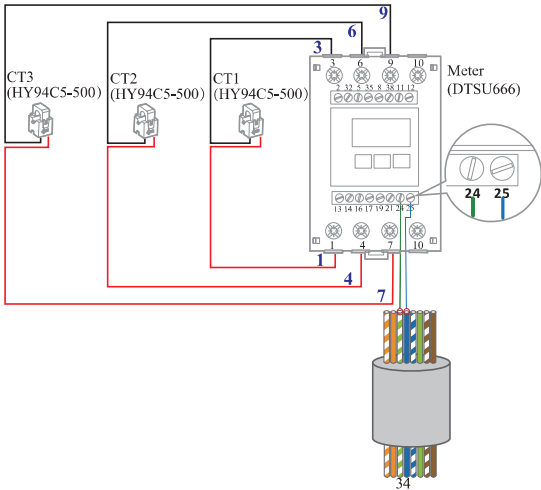 9
6
3
3 6 9 10
CT3
(HY94C5-500)
CT2
(HY94C5-500)
CT1
(HY94C5-500)
Meter
(DTSU666)
2 32 5 35 8 38 11 12
24 25
13 14 16 17 19 21 24 25
1 4 7 10
1
4
7
34